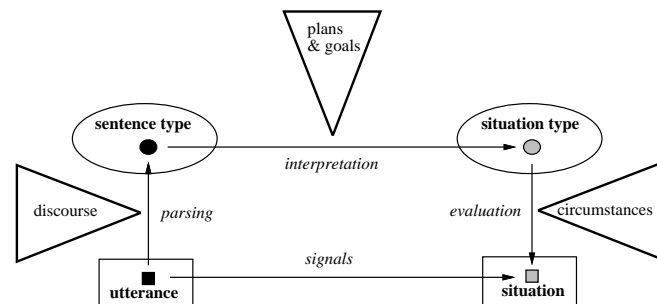 plans
& goals
sentence type
situation type
interpretation
discourse
parsing
evaluation
circumstances
signals
utterance
situation